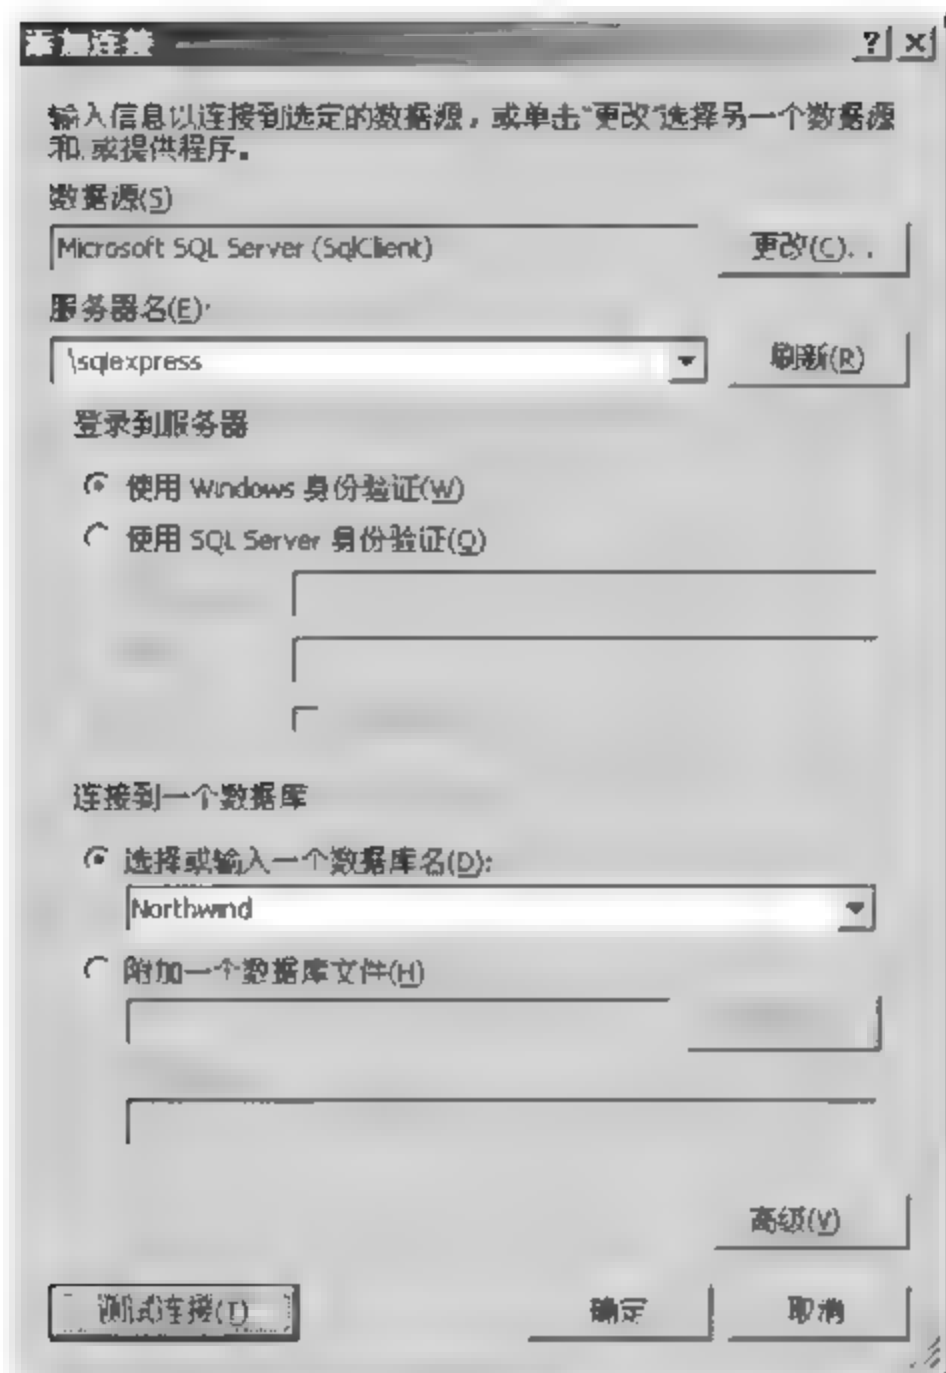 添加连接
输入信息以连接到选定的数据源，或单击“更改”选择另一个数据源
和/或提供程序。
数据源(S)
Microsoft SQL Server (SqlClient)
更改(C)...
服务器名(E):
.\sqlexpress
刷新(R)
登录到服务器
使用 Windows 身份验证(W)
使用 SQL Server 身份验证(Q)
连接到一个数据库
选择或输入一个数据库名(D):
Northwind
附加一个数据库文件(H)
高级(V)
测试连接(T)
确定
取消